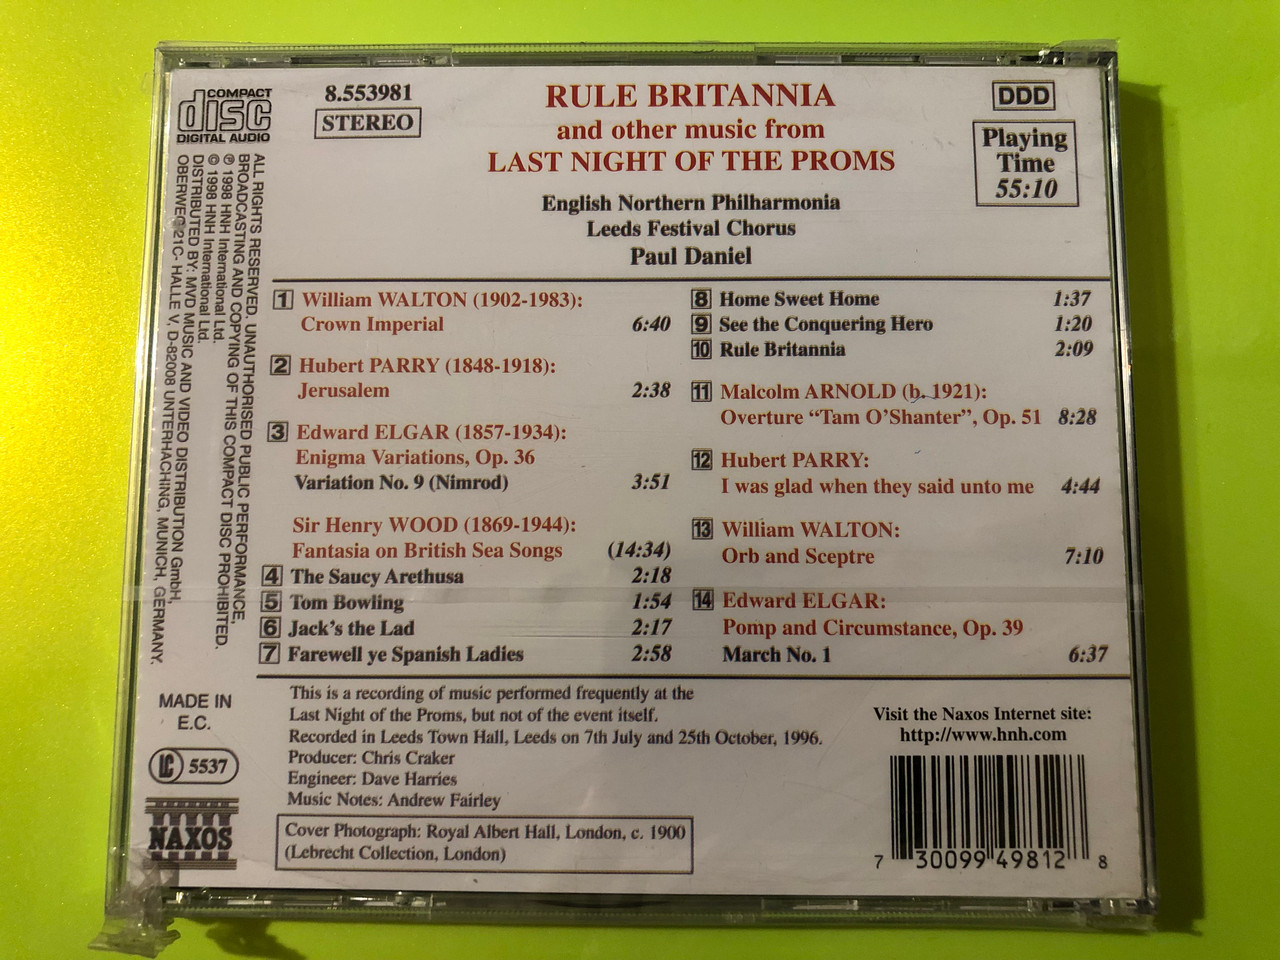 COMPACT
disc
DIGITAL AUDIO
8.553981
STEREO
RULE BRITANNIA
and other music from
LAST NIGHT OF THE PROMS
English Northern Philharmonia
Leeds Festival Chorus
Paul Daniel
DDD
Playing
Time
55:10
ALL RIGHTS RESERVED. UNAUTHORISED PUBLIC PERFORMANCE,
BROADCASTING AND COPYING OF THIS COMPACT DISC PROHIBITED.
℗ 1998 HNH International Ltd.
© 1998 HNH International Ltd.
DISTRIBUTED BY: MVD MUSIC AND VIDEO DISTRIBUTION GmbH,
OBERWEG 21C- HALLE V, D-82008 UNTERHACHING, MUNICH, GERMANY.
1 William WALTON (1902-1983):
Crown Imperial 6:40
2 Hubert PARRY (1848-1918):
Jerusalem 2:38
3 Edward ELGAR (1857-1934):
Enigma Variations, Op. 36
Variation No. 9 (Nimrod) 3:51
Sir Henry WOOD (1869-1944):
Fantasia on British Sea Songs (14:34)
4 The Saucy Arethusa 2:18
5 Tom Bowling 1:54
6 Jack's the Lad 2:17
7 Farewell ye Spanish Ladies 2:58
8 Home Sweet Home 1:37
9 See the Conquering Hero 1:20
10 Rule Britannia 2:09
11 Malcolm ARNOLD (b. 1921):
Overture “Tam O'Shanter”, Op. 51 8:28
12 Hubert PARRY:
I was glad when they said unto me 4:44
13 William WALTON:
Orb and Sceptre 7:10
14 Edward ELGAR:
Pomp and Circumstance, Op. 39
March No. 1 6:37
MADE IN
E.C.
LC 5537
NAXOS
This is a recording of music performed frequently at the
Last Night of the Proms, but not of the event itself.
Recorded in Leeds Town Hall, Leeds on 7th July and 25th October, 1996.
Producer: Chris Craker
Engineer: Dave Harries
Music Notes: Andrew Fairley
Cover Photograph: Royal Albert Hall, London, c. 1900
(Lebrecht Collection, London)
Visit the Naxos Internet site:
http://www.hnh.com
7 30099 49812 8